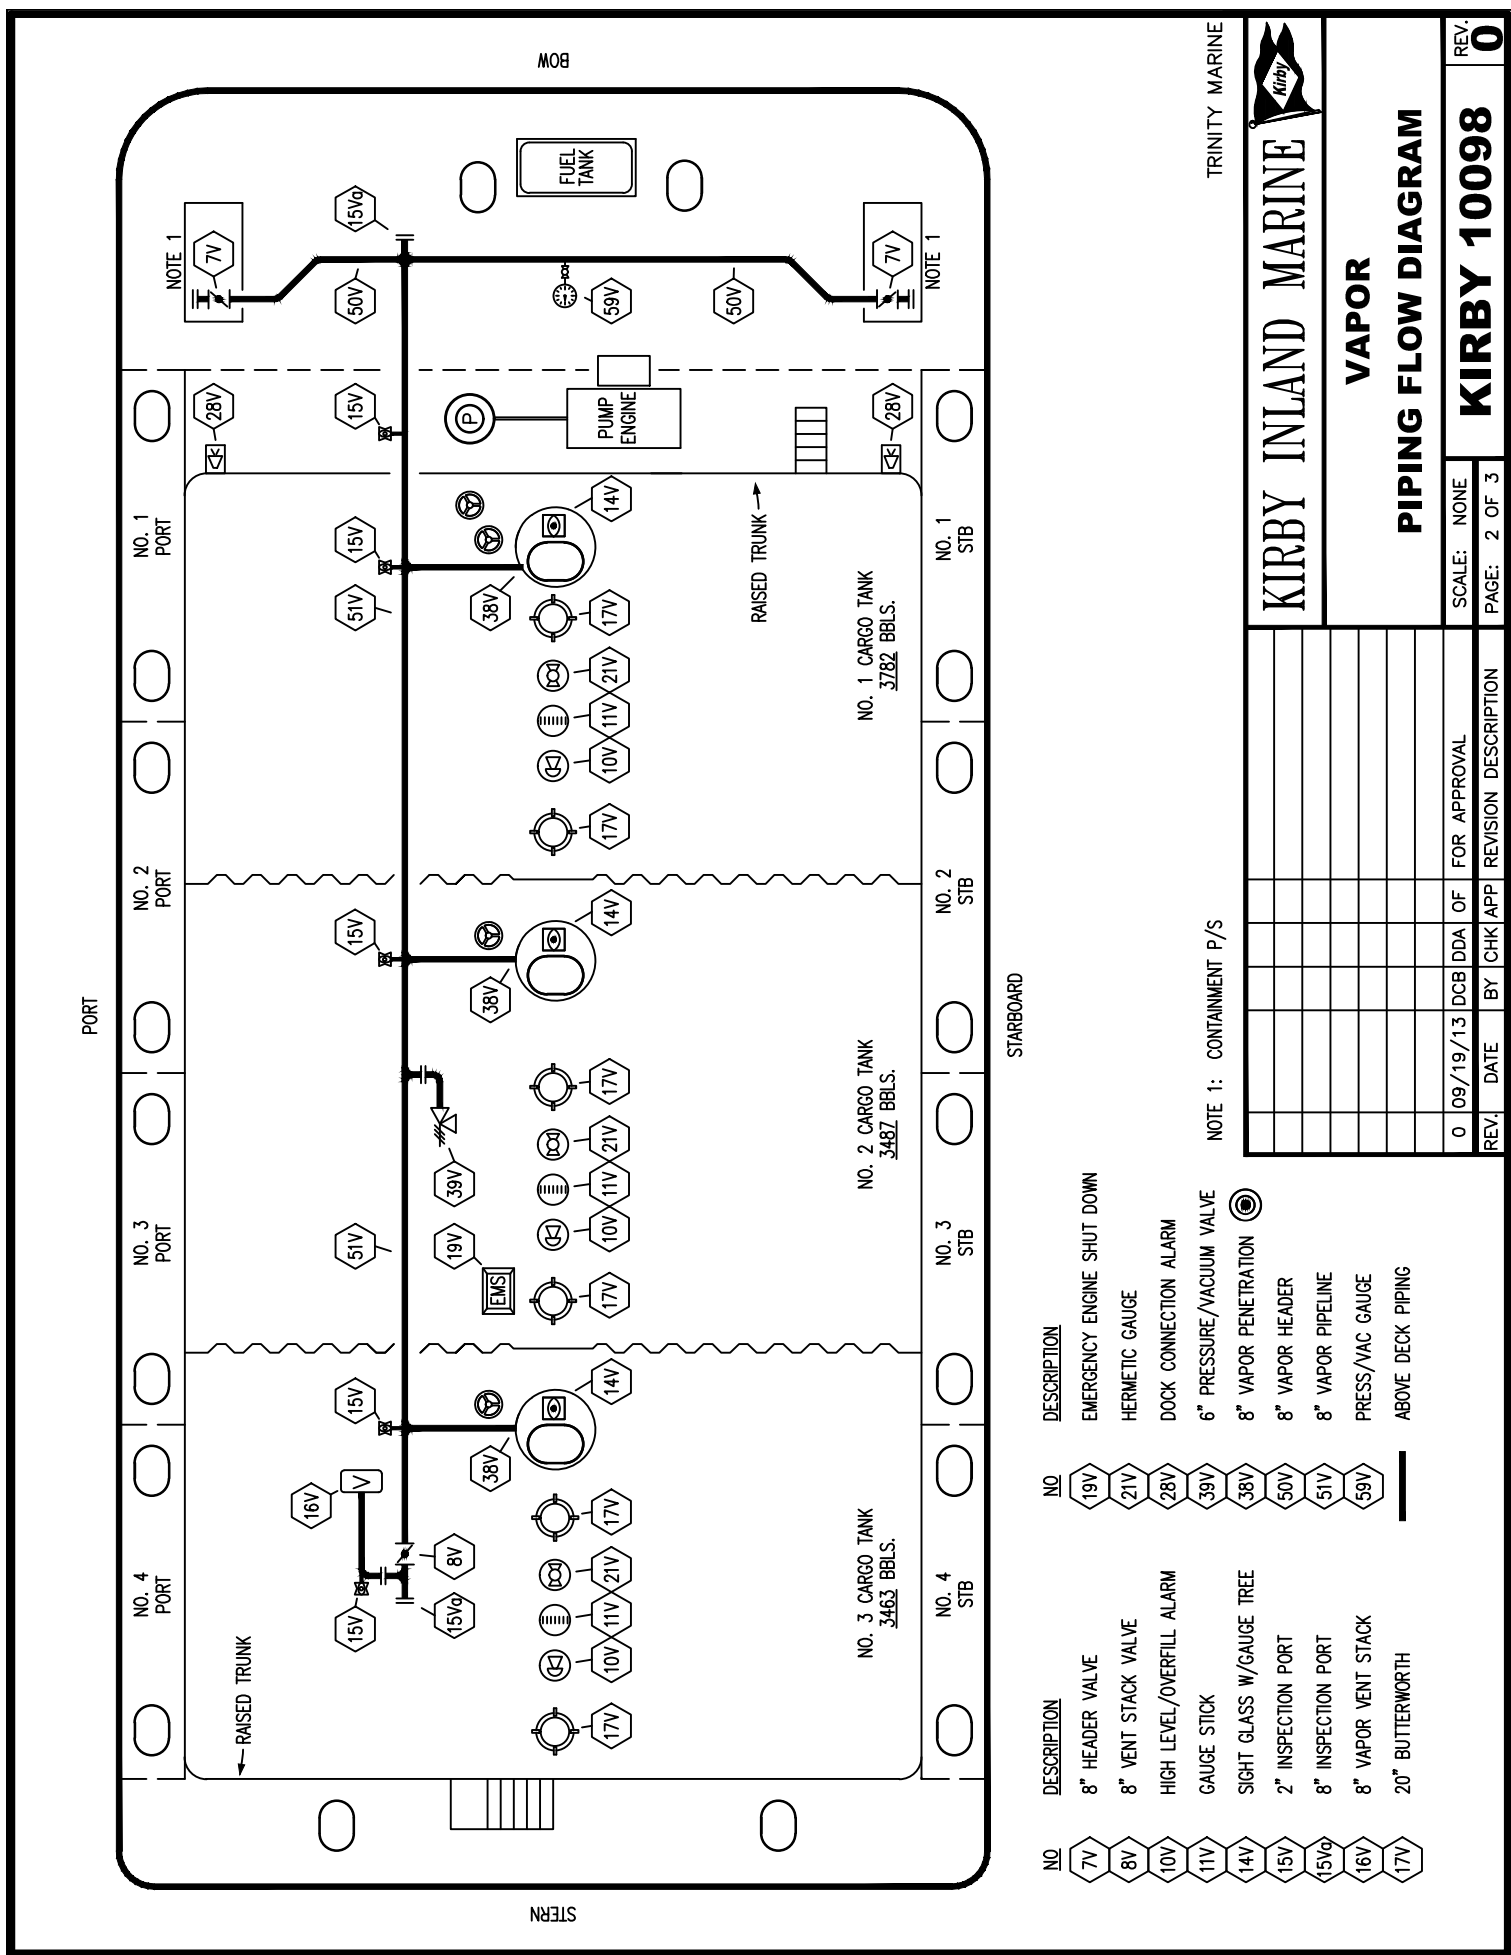 PORT
STERN
BOW
STARBOARD
NO. 4
PORT
NO. 3
PORT
NO. 2
PORT
NO. 1
PORT
NOTE 1
7V
RAISED TRUNK
16V
V
15V
15V
51V
15V
51V
15V
15V
50V
15Va
15Va
8V
38V
14V
19V
EMS
39V
38V
14V
38V
14V
P
PUMP
ENGINE
59V
FUEL
TANK
17V
10V
11V
21V
17V
17V
10V
11V
21V
17V
17V
10V
11V
21V
17V
50V
RAISED TRUNK
28V
28V
NO. 3 CARGO TANK
3463 BBLS.
NO. 2 CARGO TANK
3487 BBLS.
NO. 1 CARGO TANK
3782 BBLS.
7V
NOTE 1
NO. 4
STB
NO. 3
STB
NO. 2
STB
NO. 1
STB
NO DESCRIPTION
7V 8" HEADER VALVE
8V 8" VENT STACK VALVE
10V HIGH LEVEL/OVERFILL ALARM
11V GAUGE STICK
14V SIGHT GLASS W/GAUGE TREE
15V 2" INSPECTION PORT
15Va 8" INSPECTION PORT
16V 8" VAPOR VENT STACK
17V 20" BUTTERWORTH
NO DESCRIPTION
19V EMERGENCY ENGINE SHUT DOWN
21V HERMETIC GAUGE
28V DOCK CONNECTION ALARM
39V 6" PRESSURE/VACUUM VALVE
38V 8" VAPOR PENETRATION
50V 8" VAPOR HEADER
51V 8" VAPOR PIPELINE
59V PRESS/VAC GAUGE
ABOVE DECK PIPING
NOTE 1: CONTAINMENT P/S
TRINITY MARINE
KIRBY INLAND MARINE
Kirby
VAPOR
PIPING FLOW DIAGRAM
0 09/19/13 DCB DDA OF FOR APPROVAL
REV. DATE BY CHK APP REVISION DESCRIPTION
SCALE: NONE
PAGE: 2 OF 3
KIRBY 10098
REV.
0